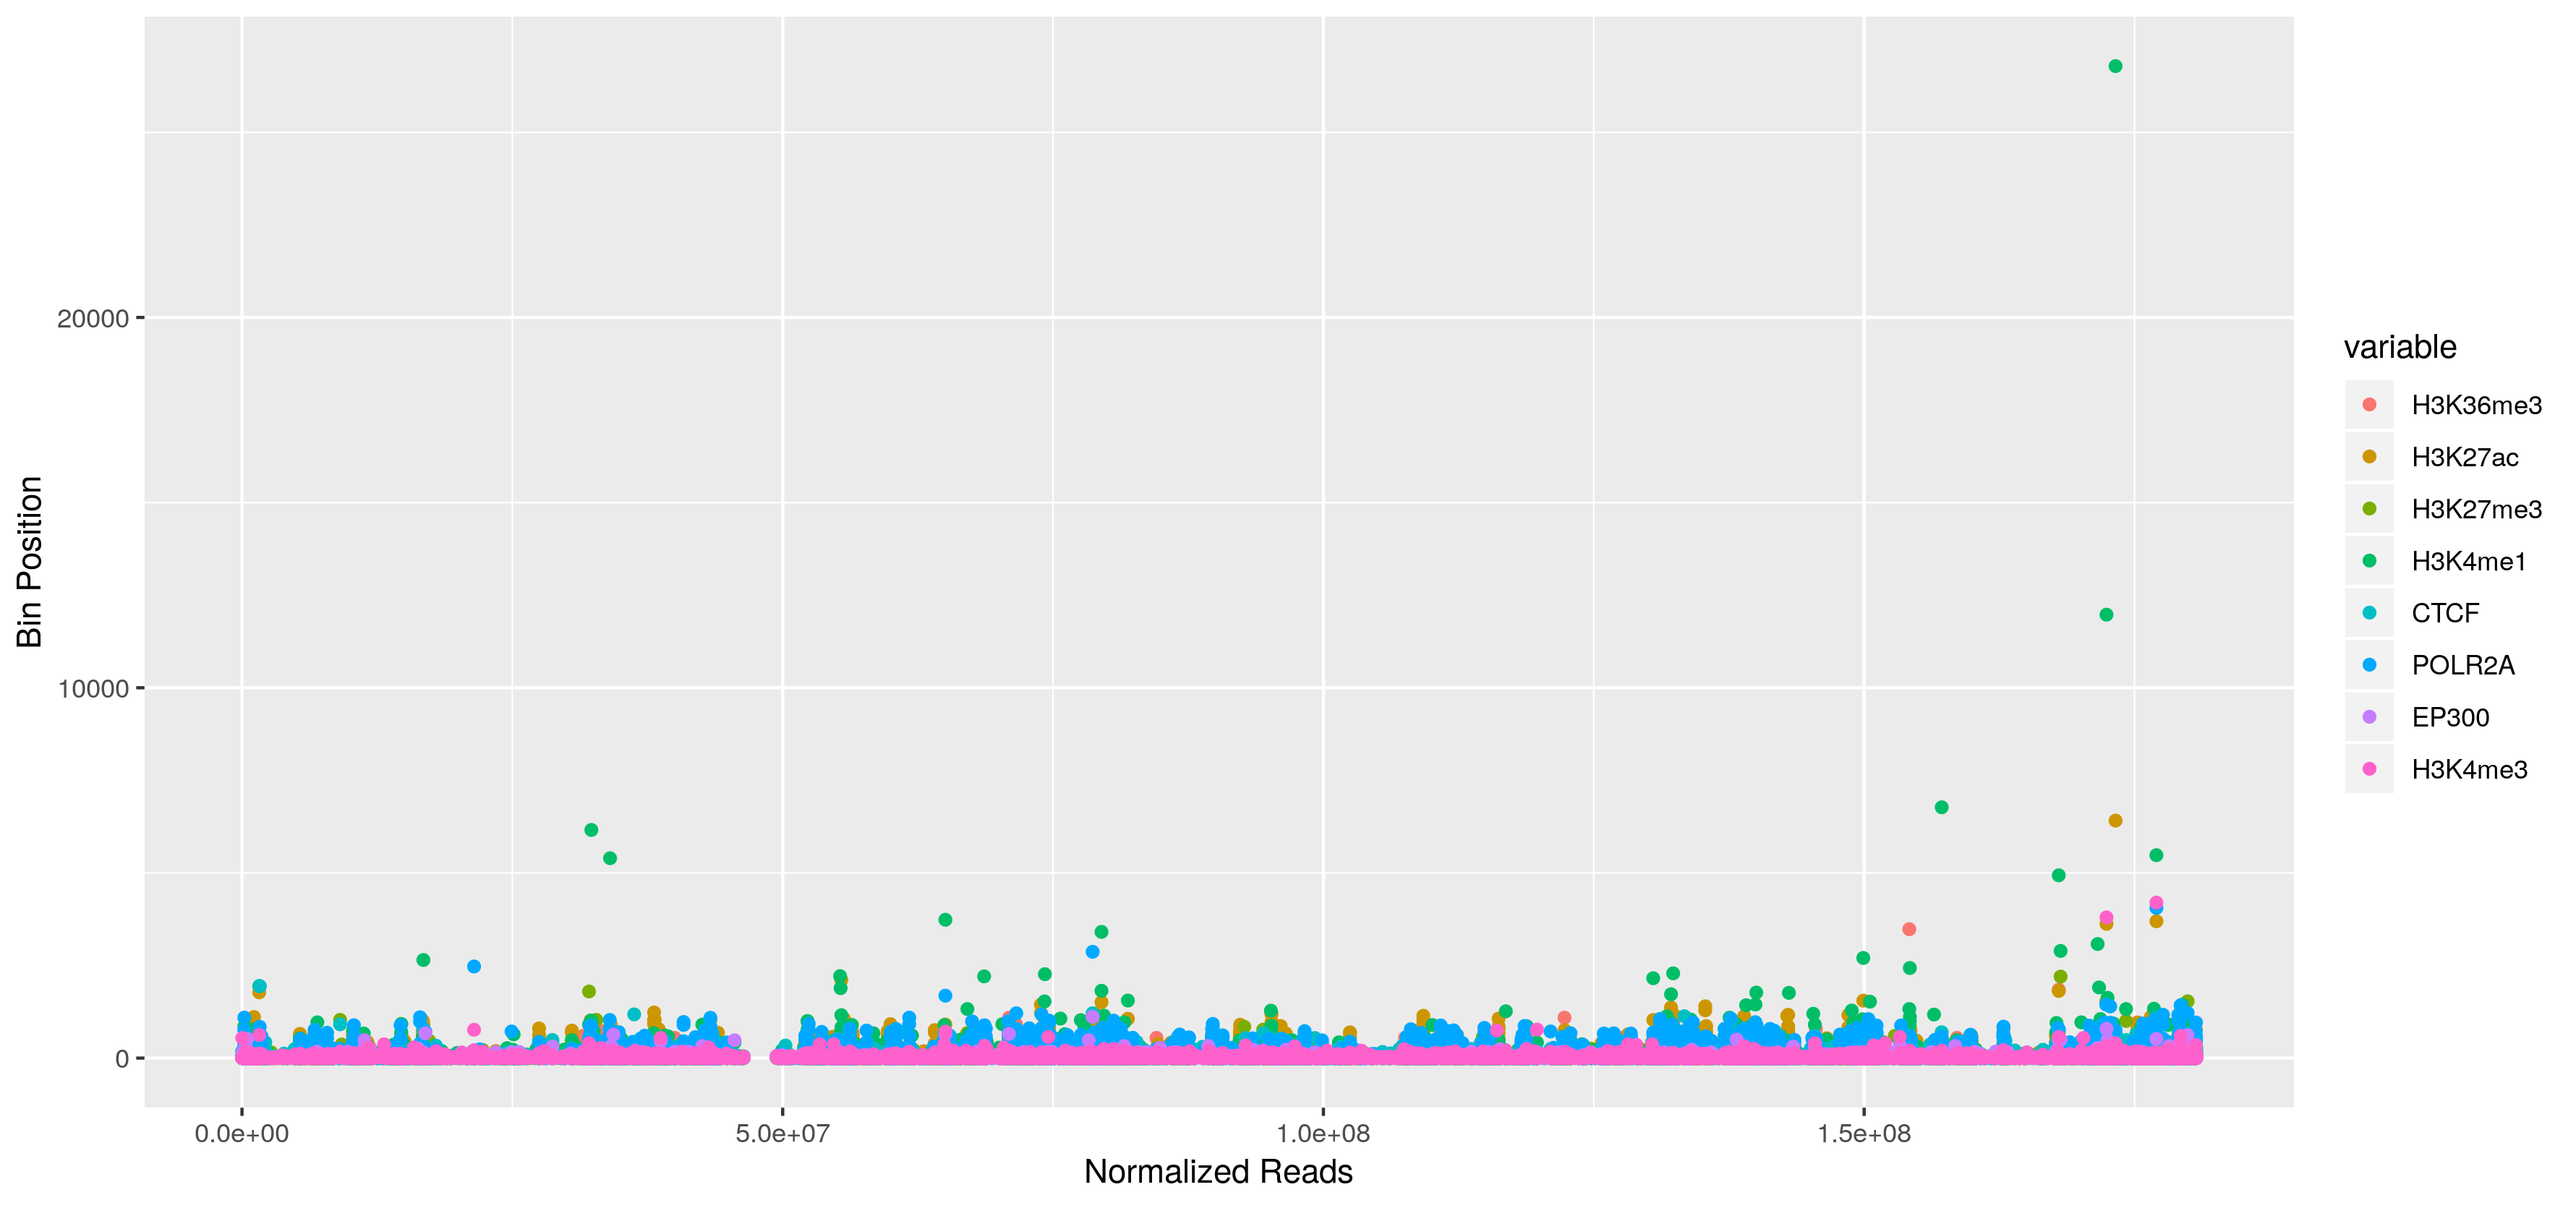 Bin Position
20000
10000
0
0.0e+00
5.0e+07
1.0e+08
1.5e+08
Normalized Reads
variable
H3K36me3
H3K27ac
H3K27me3
H3K4me1
CTCF
POLR2A
EP300
H3K4me3